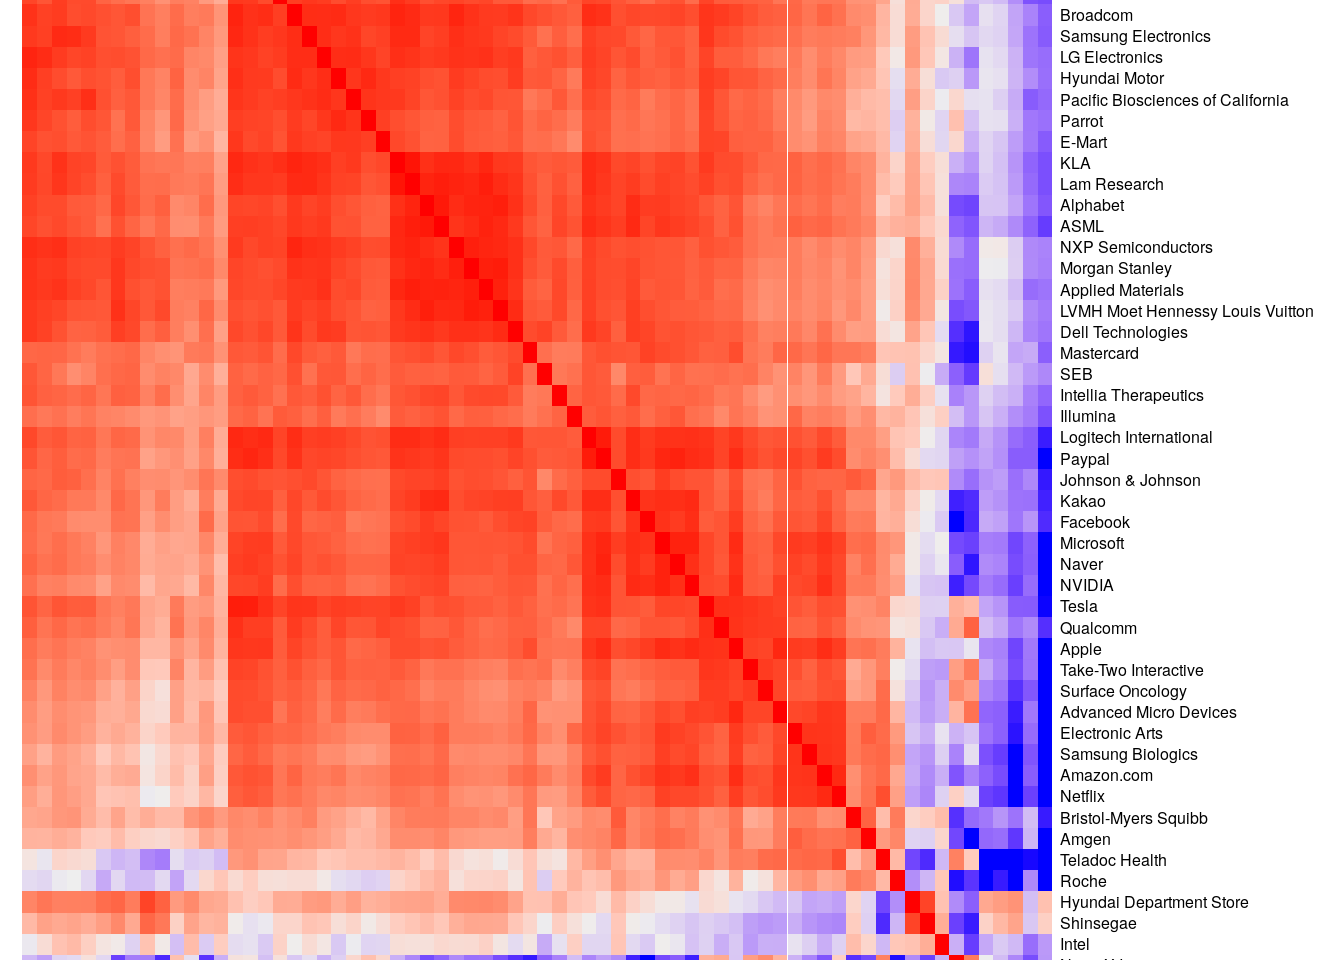 Broadcom
Samsung Electronics
LG Electronics
Hyundai Motor
Pacific Biosciences of California
Parrot
E-Mart
KLA
Lam Research
Alphabet
ASML
NXP Semiconductors
Morgan Stanley
Applied Materials
LVMH Moet Hennessy Louis Vuitton
Dell Technologies
Mastercard
SEB
Intellia Therapeutics
Illumina
Logitech International
Paypal
Johnson & Johnson
Kakao
Facebook
Microsoft
Naver
NVIDIA
Tesla
Qualcomm
Apple
Take-Two Interactive
Surface Oncology
Advanced Micro Devices
Electronic Arts
Samsung Biologics
Amazon.com
Netflix
Bristol-Myers Squibb
Amgen
Teladoc Health
Roche
Hyundai Department Store
Shinsegae
Intel